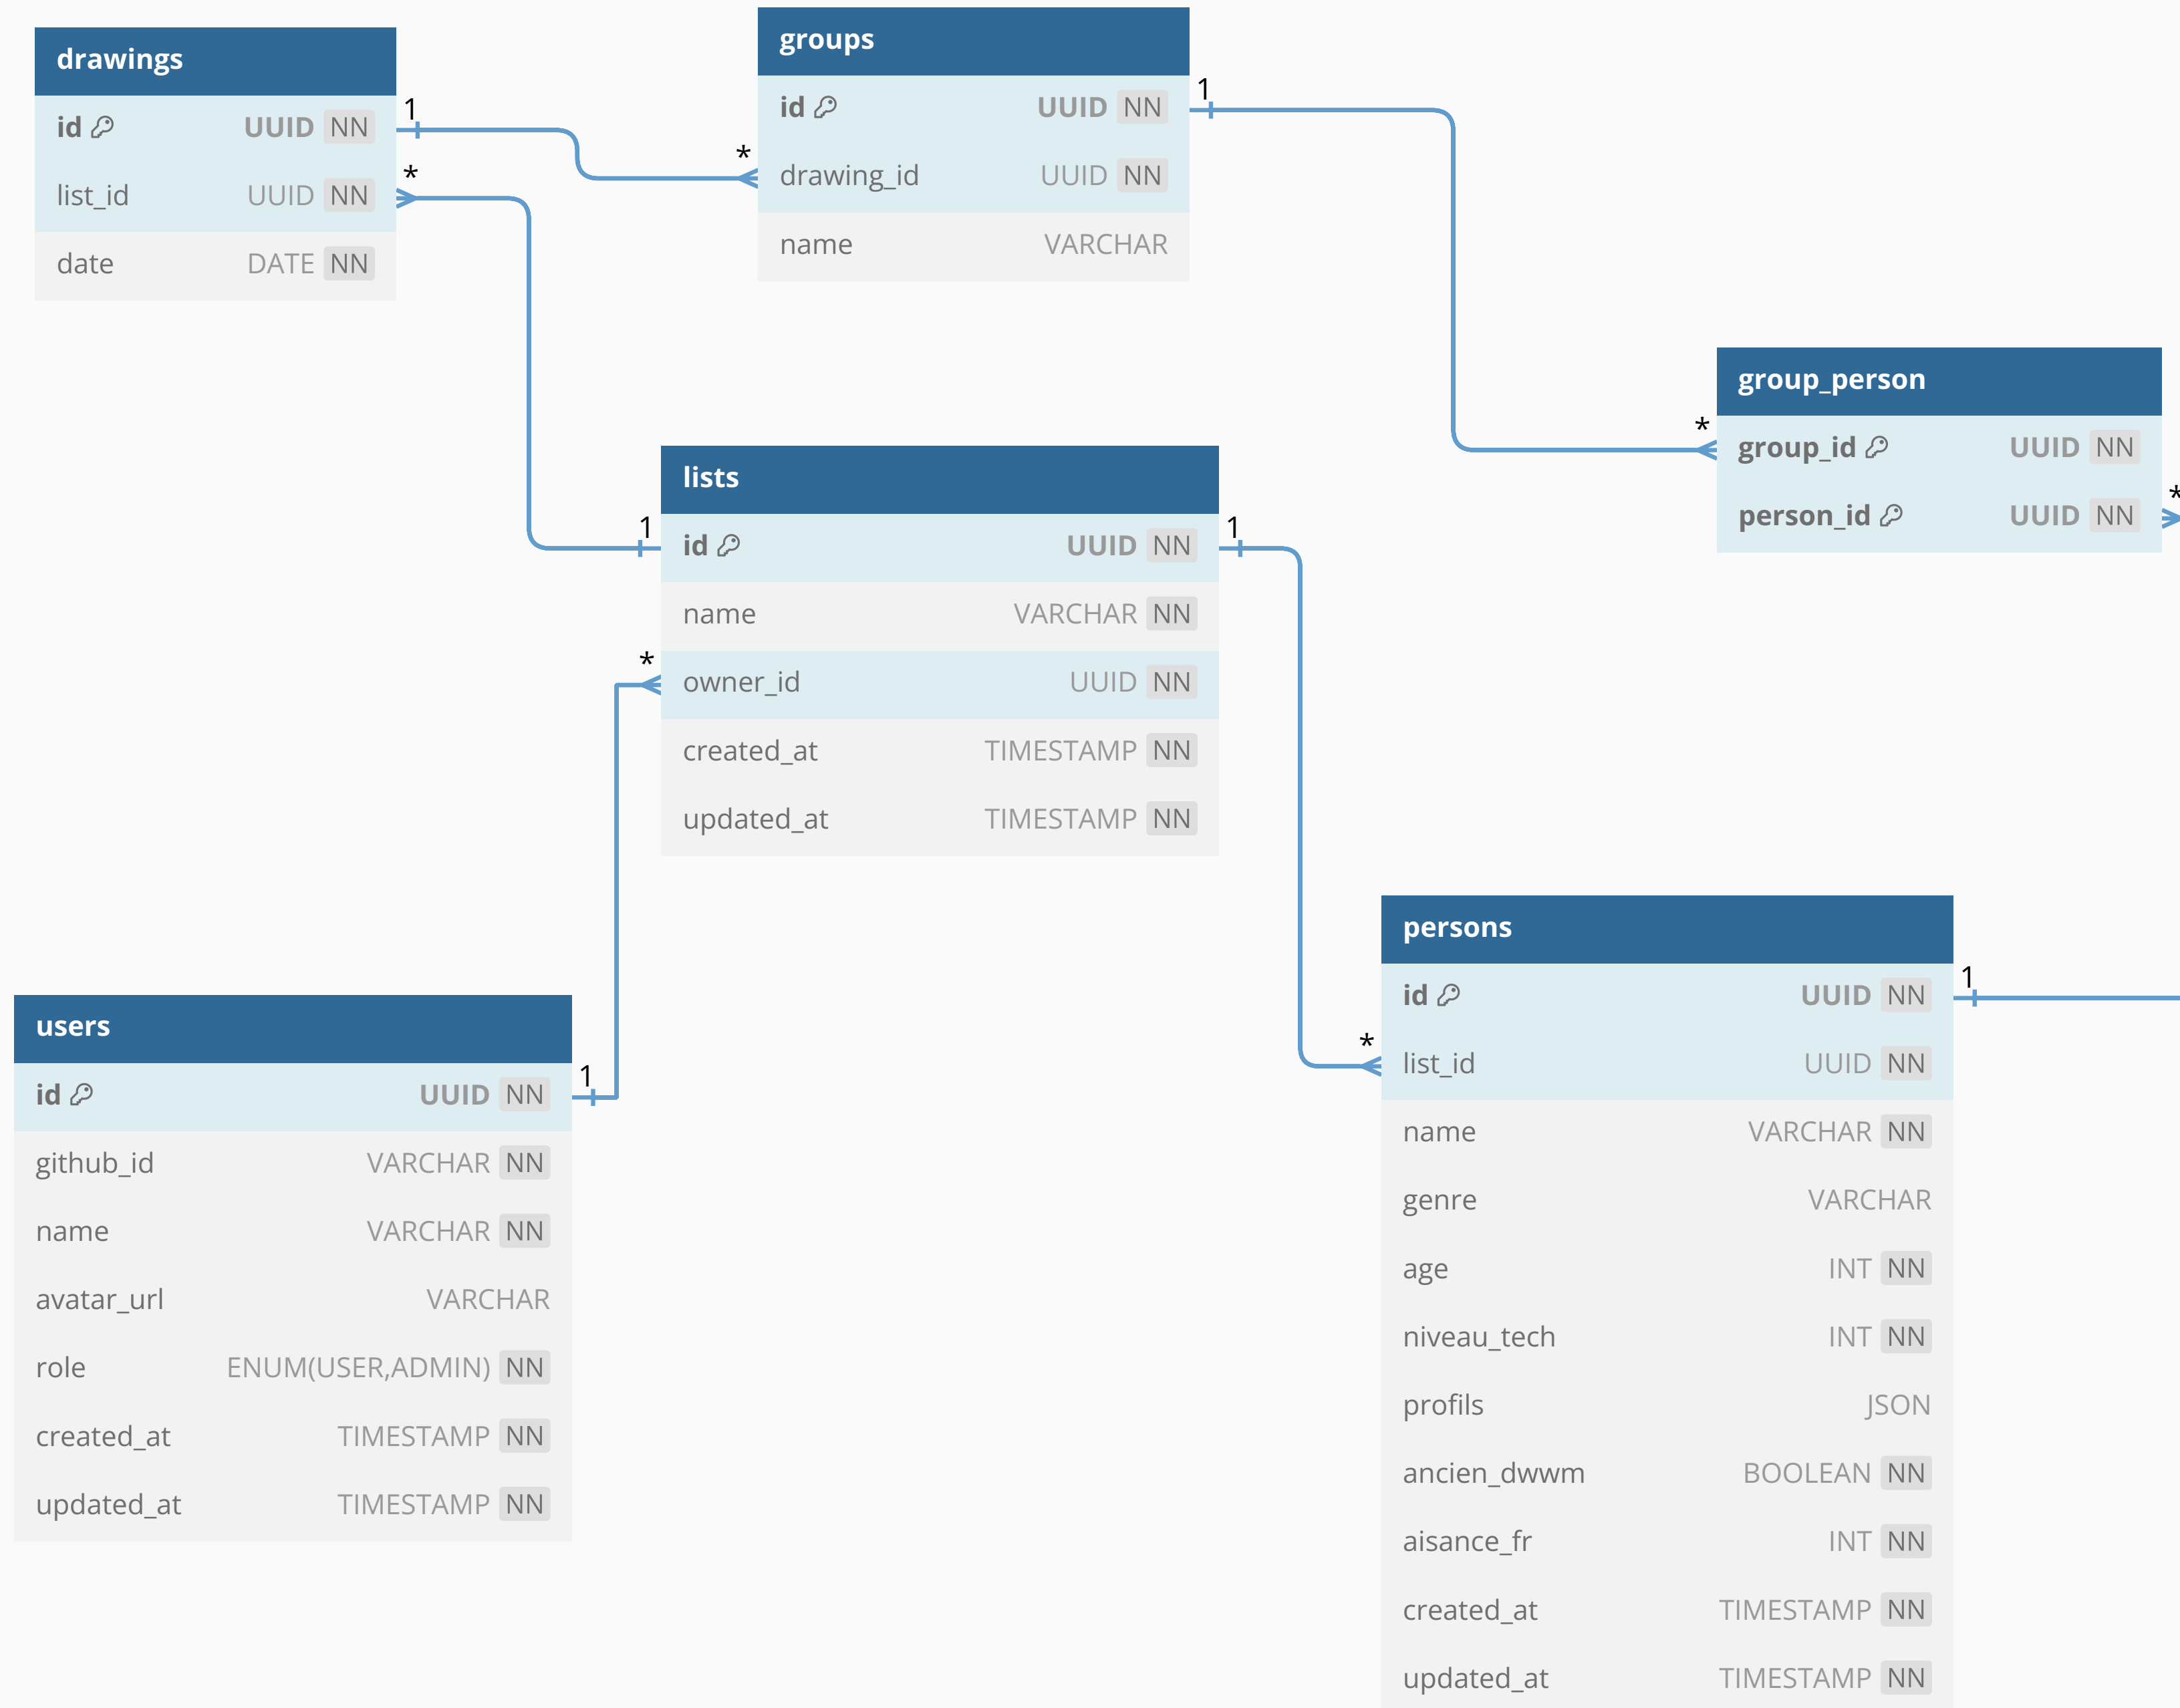 drawings
id UUID NN
list_id UUID NN
date DATE NN
1
*
groups
id UUID NN
drawing_id UUID NN
name VARCHAR
*
1
group_person
group_id UUID NN
person_id UUID NN
*
*
lists
id UUID NN
name VARCHAR NN
owner_id UUID NN
created_at TIMESTAMP NN
updated_at TIMESTAMP NN
1
*
1
users
id UUID NN
github_id VARCHAR NN
name VARCHAR NN
avatar_url VARCHAR
role ENUM(USER,ADMIN) NN
created_at TIMESTAMP NN
updated_at TIMESTAMP NN
1
persons
id UUID NN
list_id UUID NN
name VARCHAR NN
genre VARCHAR
age INT NN
niveau_tech INT NN
profils JSON
ancien_dwwm BOOLEAN NN
aisance_fr INT NN
created_at TIMESTAMP NN
updated_at TIMESTAMP NN
*
1